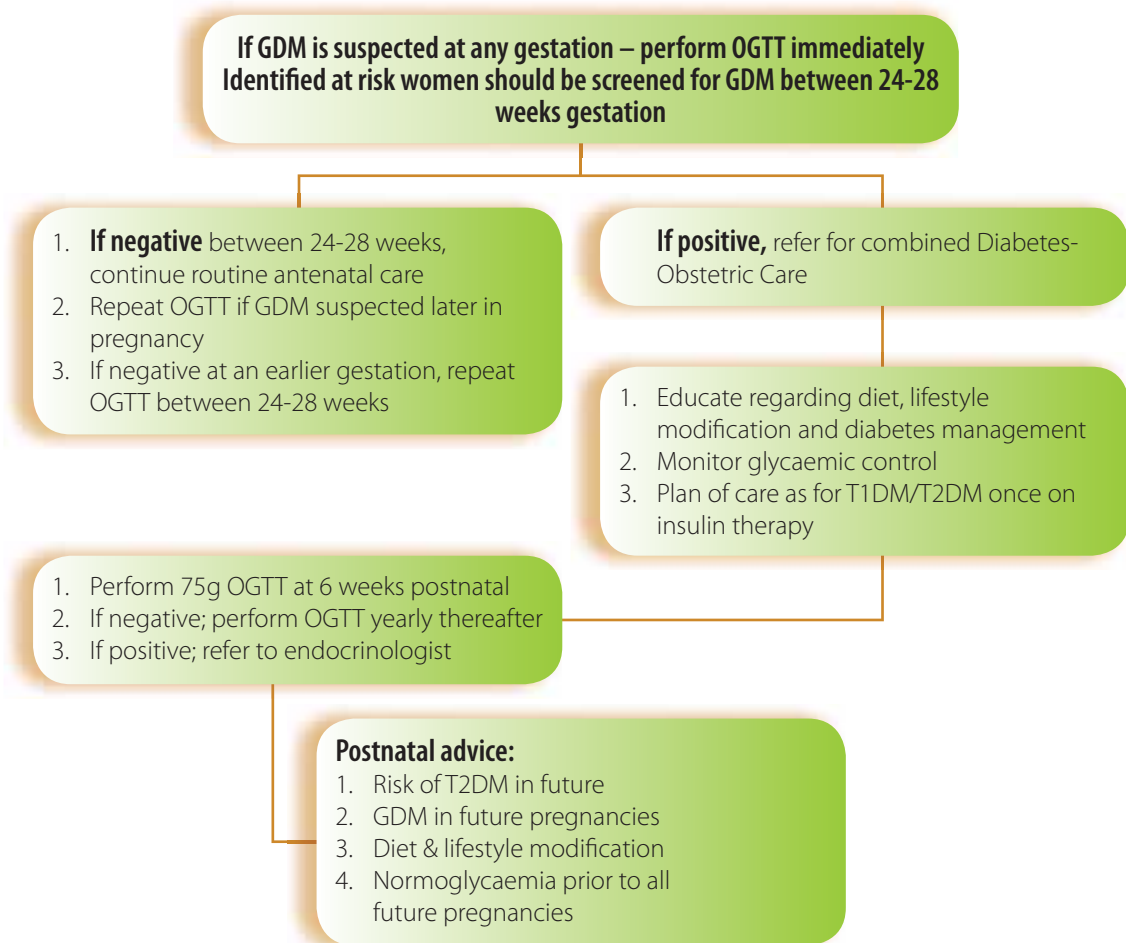 If GDM is suspected at any gestation – perform OGTT immediately
Identified at risk women should be screened for GDM between 24-28
weeks gestation
1. If negative between 24-28 weeks,
continue routine antenatal care
2. Repeat OGTT if GDM suspected later in
pregnancy
3. If negative at an earlier gestation, repeat
OGTT between 24-28 weeks
If positive, refer for combined Diabetes-
Obstetric Care
1. Educate regarding diet, lifestyle
modification and diabetes management
2. Monitor glycaemic control
3. Plan of care as for T1DM/T2DM once on
insulin therapy
1. Perform 75g OGTT at 6 weeks postnatal
2. If negative; perform OGTT yearly thereafter
3. If positive; refer to endocrinologist
Postnatal advice:
1. Risk of T2DM in future
2. GDM in future pregnancies
3. Diet & lifestyle modification
4. Normoglycaemia prior to all
future pregnancies